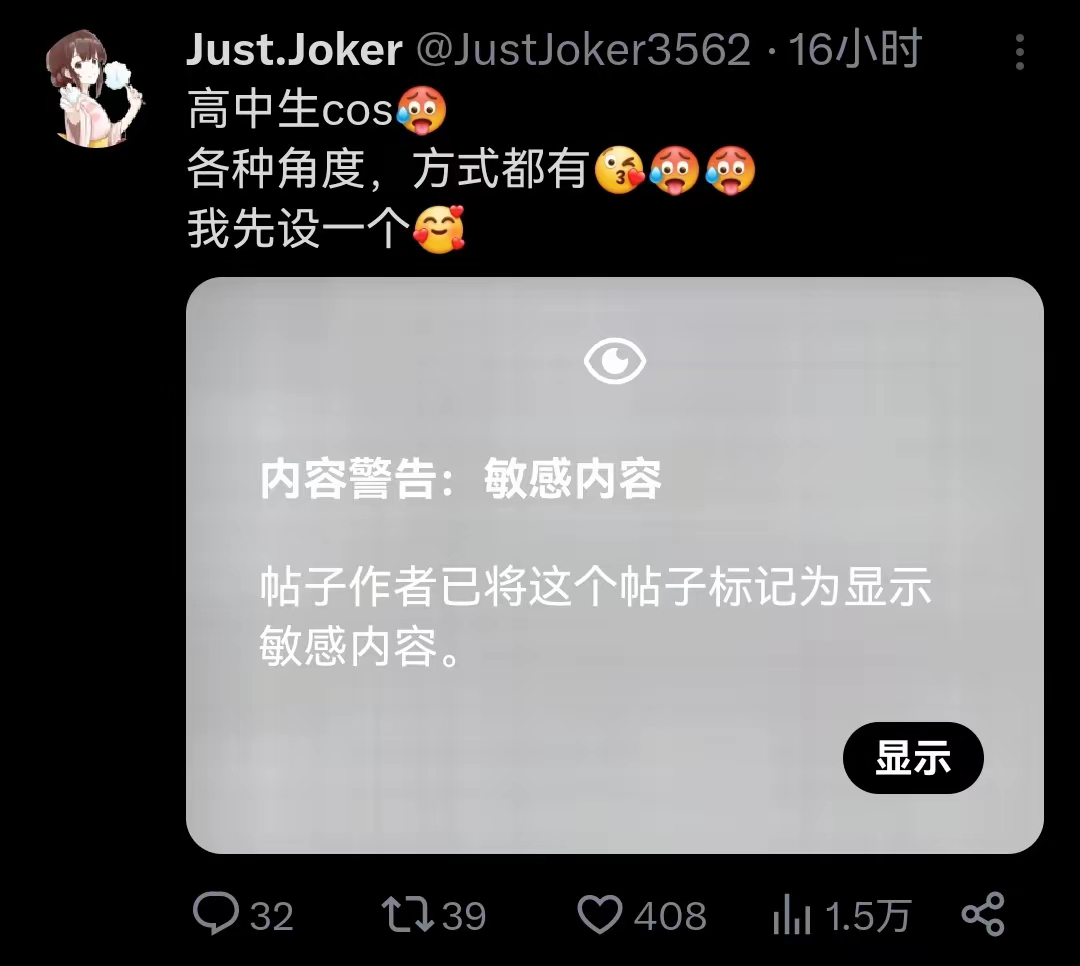 Just.Joker @JustJoker3562 · 16小时
高中生cos🥵
各种角度，方式都有😘🥵🥵
我先设一个🥰
内容警告：敏感内容
帖子作者已将这个帖子标记为显示
敏感内容。
显示
32 39 408 1.5万